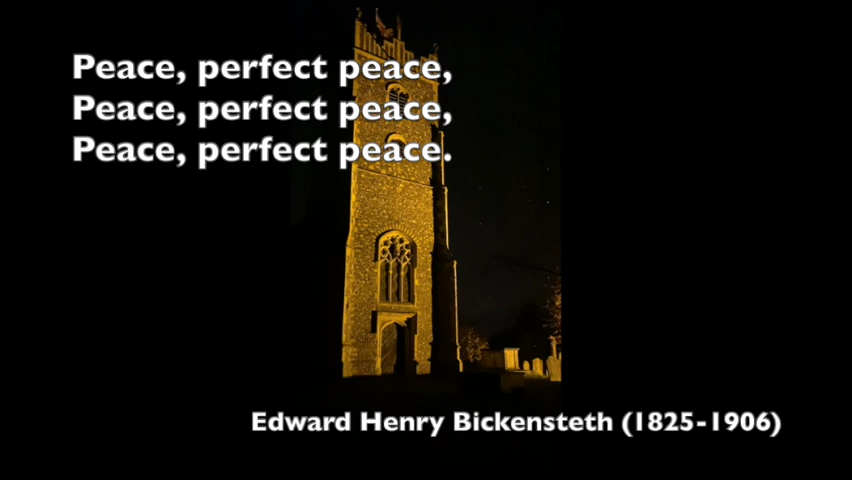 Peace, perfect peace,
Peace, perfect peace,
Peace, perfect peace.
Edward Henry Bickensteth (1825-1906)